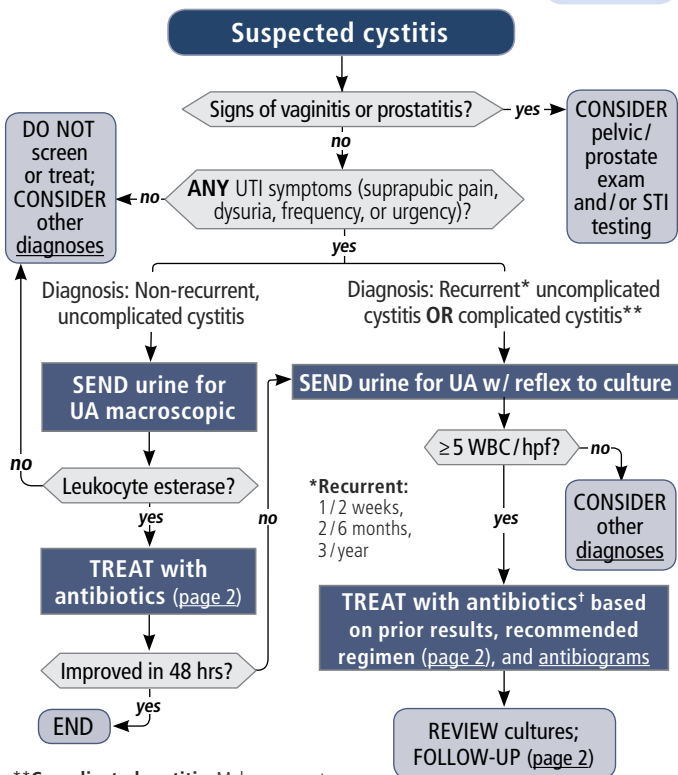 Suspected cystitis
Signs of vaginitis or prostatitis?
yes
CONSIDER
pelvic/
prostate
exam
and/or STI
testing
no
ANY UTI symptoms (suprapubic pain,
dysuria, frequency, or urgency)?
no
DO NOT
screen
or treat;
CONSIDER
other
diagnoses
yes
Diagnosis: Non-recurrent,
uncomplicated cystitis
SEND urine for
UA macroscopic
Leukocyte esterase?
no
yes
TREAT with
antibiotics (page 2)
Improved in 48 hrs?
no
yes
END
Diagnosis: Recurrent* uncomplicated
cystitis OR complicated cystitis**
SEND urine for UA w/ reflex to culture
≥5 WBC/hpf?
no
CONSIDER
other
diagnoses
*Recurrent:
1/2 weeks,
2/6 months,
3/year
yes
TREAT with antibiotics† based
on prior results, recommended
regimen (page 2), and antibiograms
REVIEW cultures;
FOLLOW-UP (page 2)